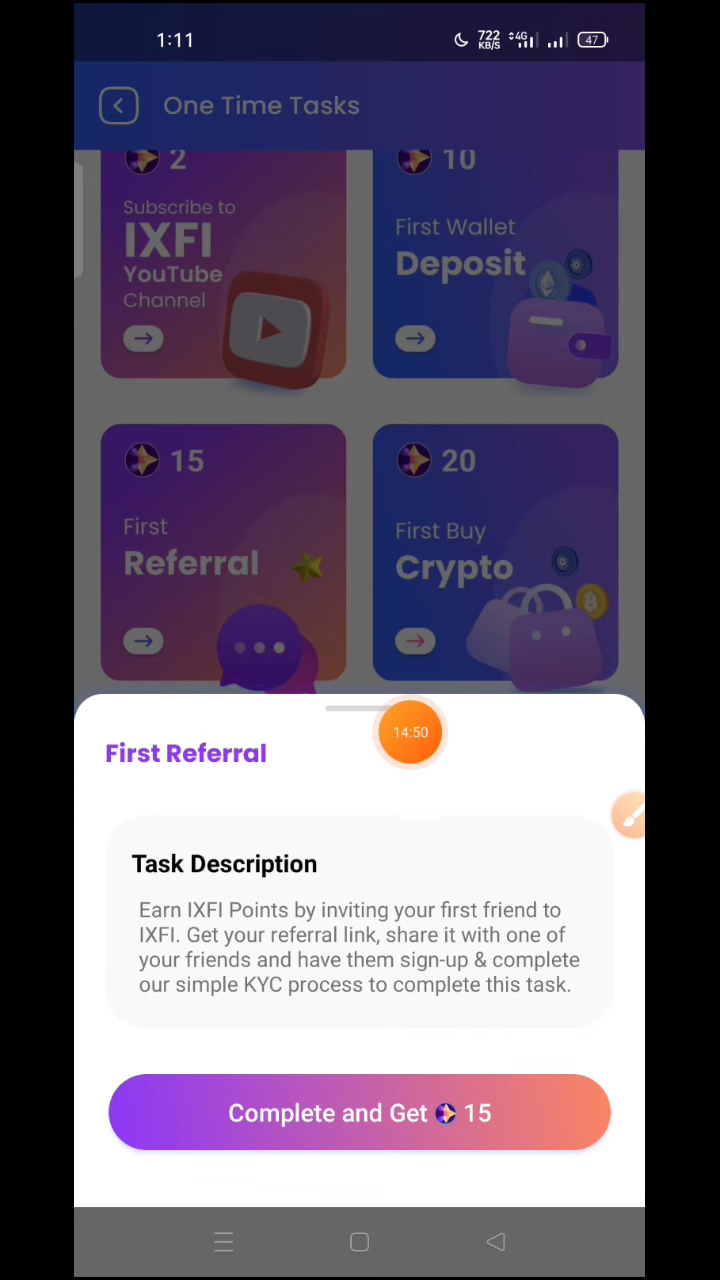 1:11
722
KB/S
4G
47
One Time Tasks
2
10
Subscribe to
IXFI
YouTube
Channel
First Wallet
Deposit
15
20
First
Referral
First Buy
Crypto
14:50
First Referral
Task Description
Earn IXFI Points by inviting your first friend to
IXFI. Get your referral link, share it with one of
your friends and have them sign-up & complete
our simple KYC process to complete this task.
Complete and Get 15